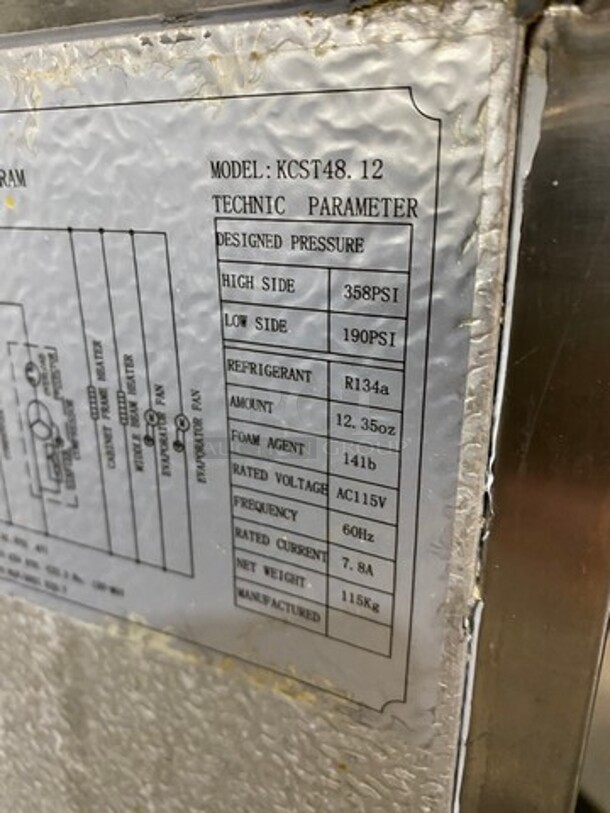 RAM
MODEL: KCST48.12
TECHNIC PARAMETER
DESIGNED PRESSURE
HIGH SIDE 358PSI
LOW SIDE 190PSI
REFRIGERANT R134a
AMOUNT 12.35oz
FOAM AGENT 141b
RATED VOLTAGE AC115V
FREQUENCY 60Hz
RATED CURRENT 7.8A
NET WEIGHT 115Kg
MANUFACTURED
CABINET FRAME HEATER
MIDDLE BEAM HEATER
EVAPORATOR FAN
EVAPORATOR FAN